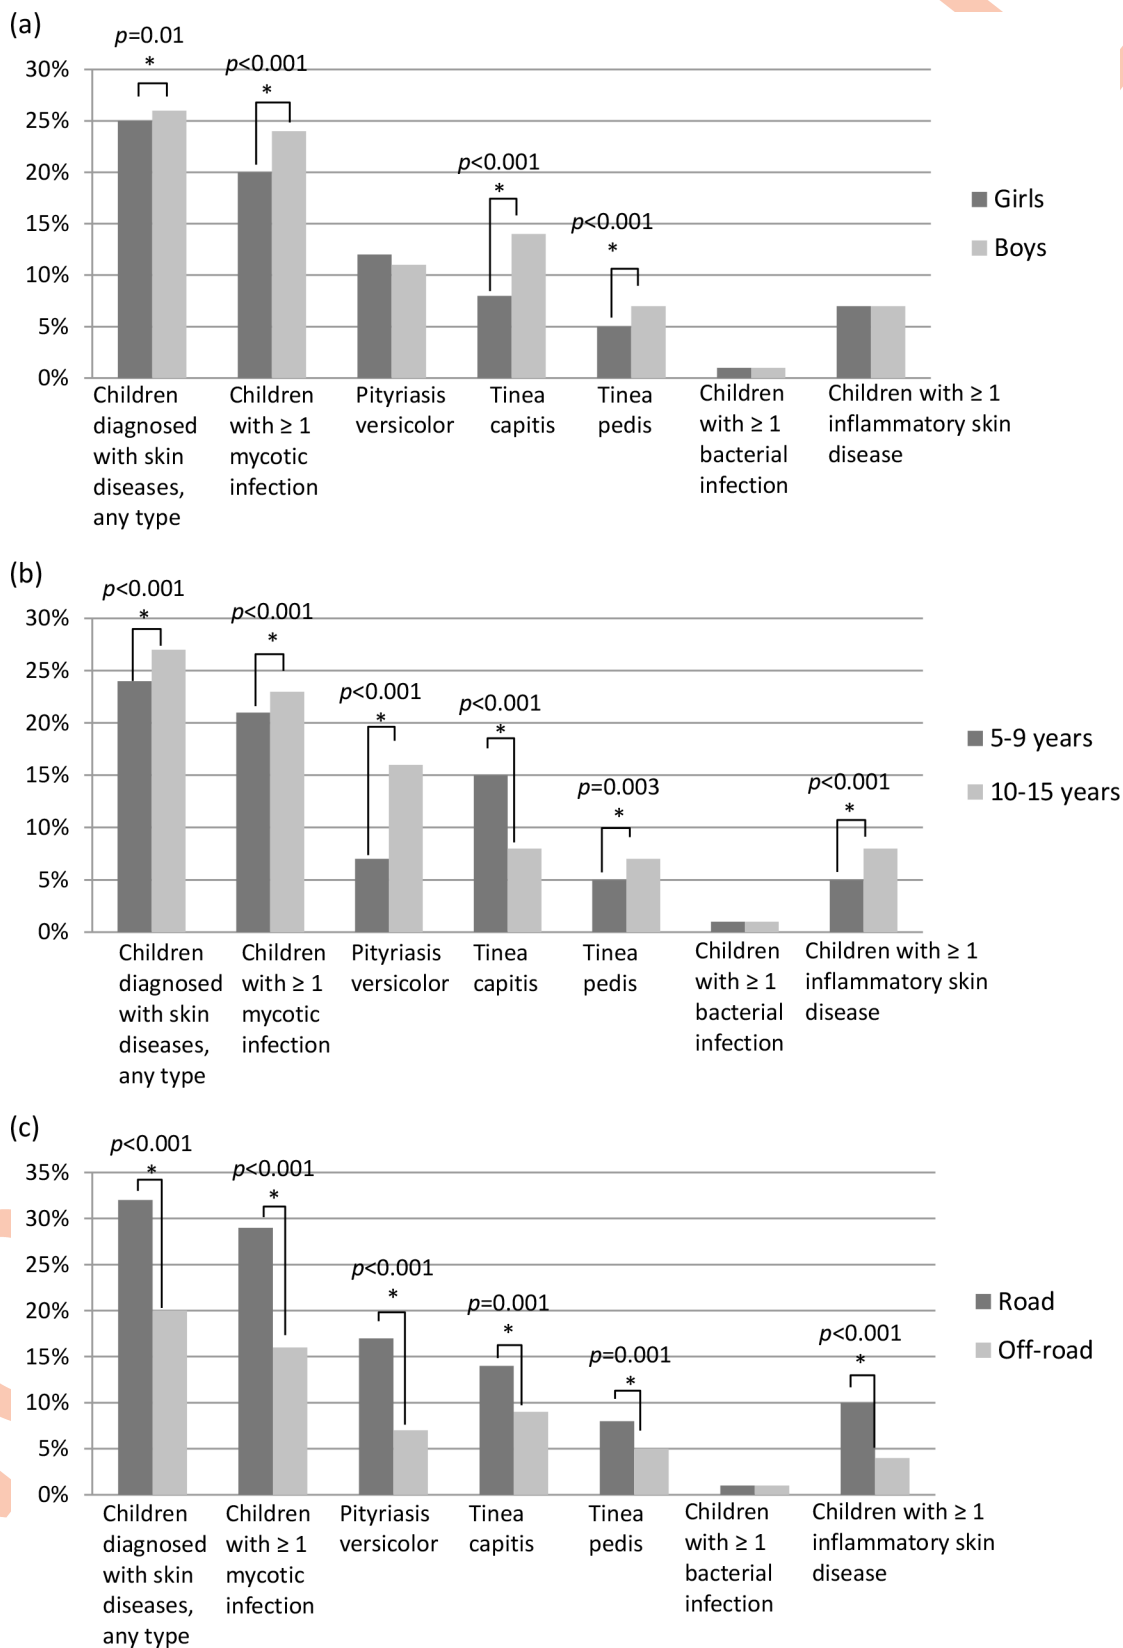 (a)
p=0.01
*
p<0.001
*
p<0.001
*
p<0.001
*
30%
25%
20%
15%
10%
5%
0%
Girls
Boys
Children
diagnosed
with skin
diseases,
any type
Children
with ≥ 1
mycotic
infection
Pityriasis
versicolor
Tinea
capitis
Tinea
pedis
Children
with ≥ 1
bacterial
infection
Children with ≥ 1
inflammatory skin
disease
(b)
p<0.001
*
p<0.001
*
p<0.001
*
p<0.001
*
p=0.003
*
p<0.001
*
30%
25%
20%
15%
10%
5%
0%
5-9 years
10-15 years
Children
diagnosed
with skin
diseases,
any type
Children
with ≥ 1
mycotic
infection
Pityriasis
versicolor
Tinea
capitis
Tinea
pedis
Children
with ≥ 1
bacterial
infection
Children with ≥ 1
inflammatory skin
disease
(c)
p<0.001
*
p<0.001
*
p<0.001
*
p=0.001
*
p=0.001
*
p<0.001
*
35%
30%
25%
20%
15%
10%
5%
0%
Road
Off-road
Children
diagnosed
with skin
diseases,
any type
Children
with ≥ 1
mycotic
infection
Pityriasis
versicolor
Tinea
capitis
Tinea
pedis
Children
with ≥ 1
bacterial
infection
Children with ≥ 1
inflammatory skin
disease